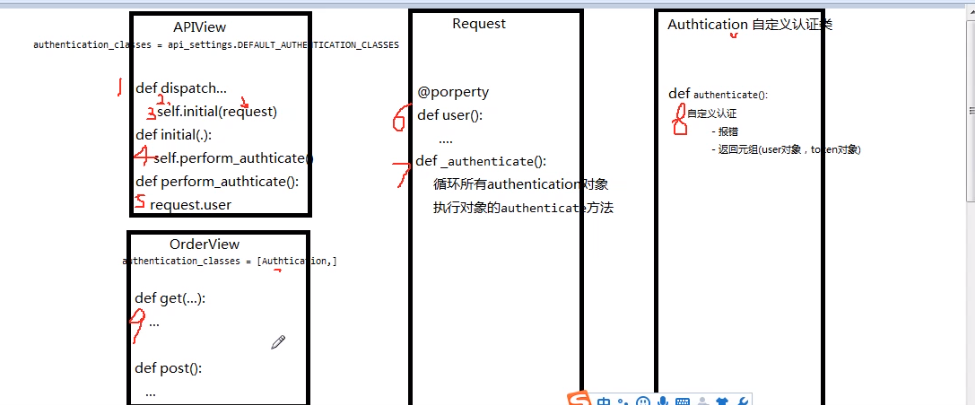 APIView
authentication_classes = api_settings.DEFAULT_AUTHENTICATION_CLASSES
1 def dispatch...
2.
3 self.initial(request)
def initial(.):
4 self.perform_authticate()
def perform_authticate():
5 request.user
OrderView
authentication_classes = [Authtication,]
def get(...):
9 ...
def post():
...
Request
@porperty
6 def user():
....
7 def _authenticate():
循环所有authentication对象
执行对象的authenticate方法
Authtication 自定义认证类
def authenticate():
8 自定义认证
- 报错
- 返回元组(user对象，token对象)
中